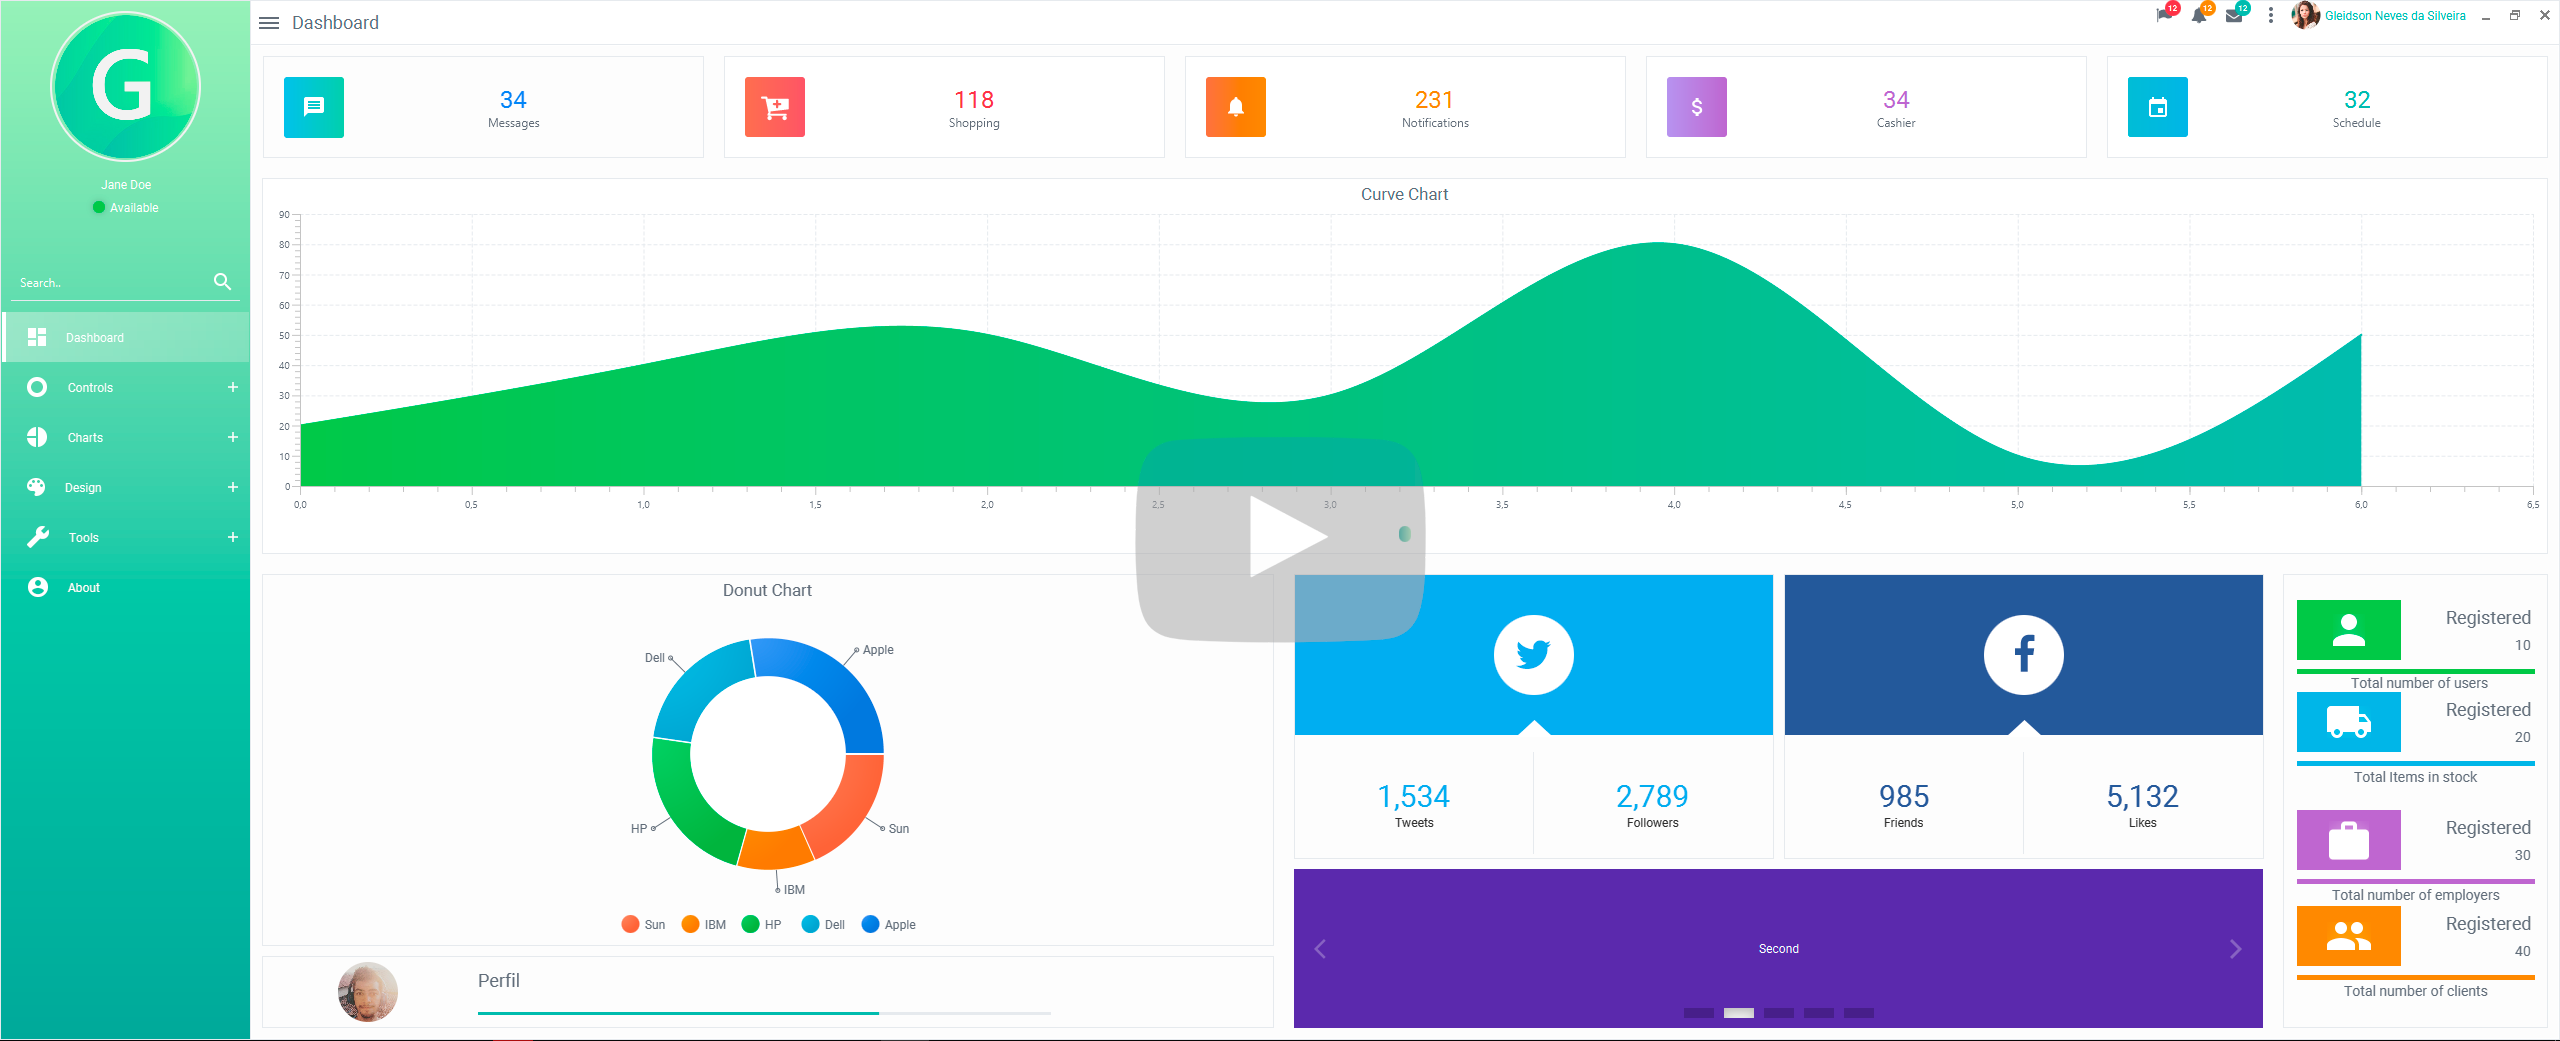 G
Jane Doe
Available
Search..
Dashboard
Controls
Charts
Design
Tools
About
Dashboard
12
12
12
Gleidson Neves da Silveira
34
Messages
118
Shopping
231
Notifications
34
Cashier
32
Schedule
Curve Chart
90
80
70
60
50
40
30
20
10
0
0,0 0,5 1,0 1,5 2,0 2,5 3,0 3,5 4,0 4,5 5,0 5,5 6,0 6,5
Donut Chart
Dell
Apple
HP
Sun
IBM
Sun IBM HP Dell Apple
Perfil
1,534
Tweets
2,789
Followers
985
Friends
5,132
Likes
Second
Registered
10
Total number of users
Registered
20
Total Items in stock
Registered
30
Total number of employers
Registered
40
Total number of clients